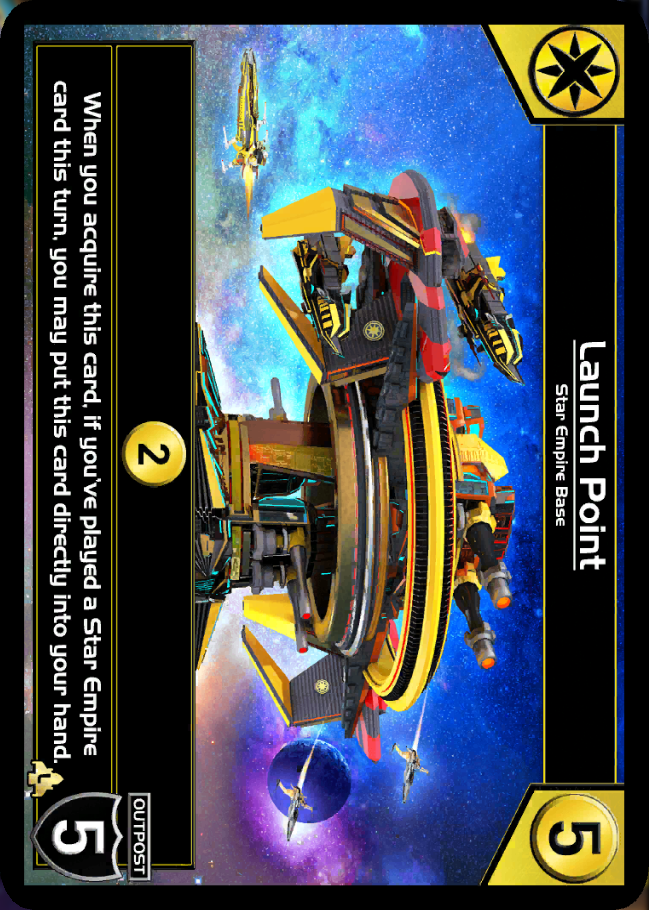 Launch Point
Star Empire Base
5
2
When you acquire this card, if you've played a Star Empire
card this turn, you may put this card directly into your hand.
OUTPOST
5